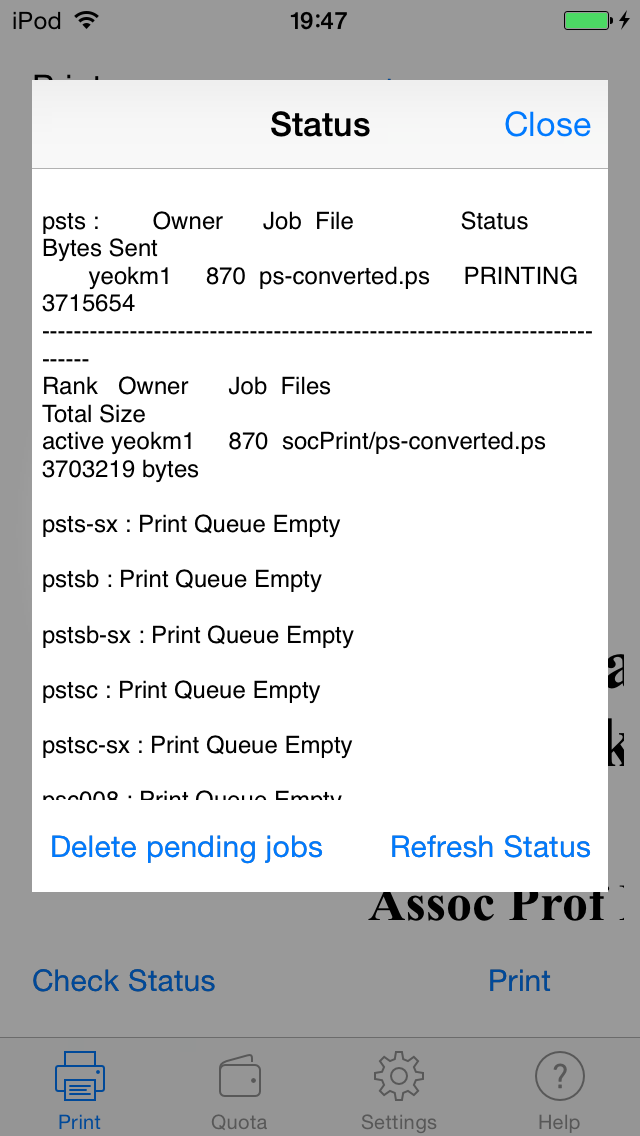 iPod 19:47
Status Close
psts : Owner Job File Status
Bytes Sent
yeokm1 870 ps-converted.ps PRINTING
3715654
----------------------------------------------------------------------
------
Rank Owner Job Files
Total Size
active yeokm1 870 socPrint/ps-converted.ps
3703219 bytes
psts-sx : Print Queue Empty
pstsb : Print Queue Empty
pstsb-sx : Print Queue Empty
pstsc : Print Queue Empty
pstsc-sx : Print Queue Empty
psc008 : Print Queue Empty
Delete pending jobs Refresh Status
Assoc Prof
Check Status Print
Print Quota Settings Help